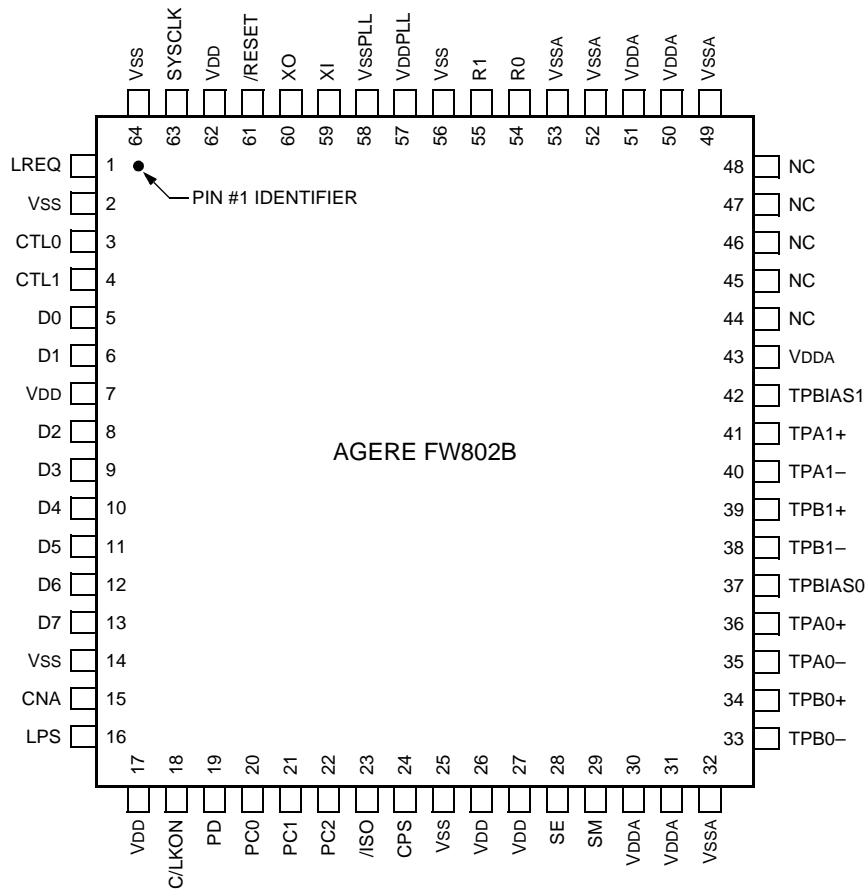 VSS SYSCLK VDD /RESET XO XI VSSPLL VDDPLL VSS R1 R0 VSSA VSSA VDDA VDDA VSSA
64 63 62 61 60 59 58 57 56 55 54 53 52 51 50 49
LREQ 1 48 NC
PIN #1 IDENTIFIER
VSS 2 47 NC
CTL0 3 46 NC
CTL1 4 45 NC
D0 5 44 NC
D1 6 43 VDDA
VDD 7 42 TPBIAS1
D2 8 41 TPA1+
AGERE FW802B
D3 9 40 TPA1–
D4 10 39 TPB1+
D5 11 38 TPB1–
D6 12 37 TPBIAS0
D7 13 36 TPA0+
VSS 14 35 TPA0–
CNA 15 34 TPB0+
LPS 16 33 TPB0–
17 18 19 20 21 22 23 24 25 26 27 28 29 30 31 32
VDD C/LKON PD PC0 PC1 PC2 /ISO CPS VSS VDD VDD SE SM VDDA VDDA VSSA